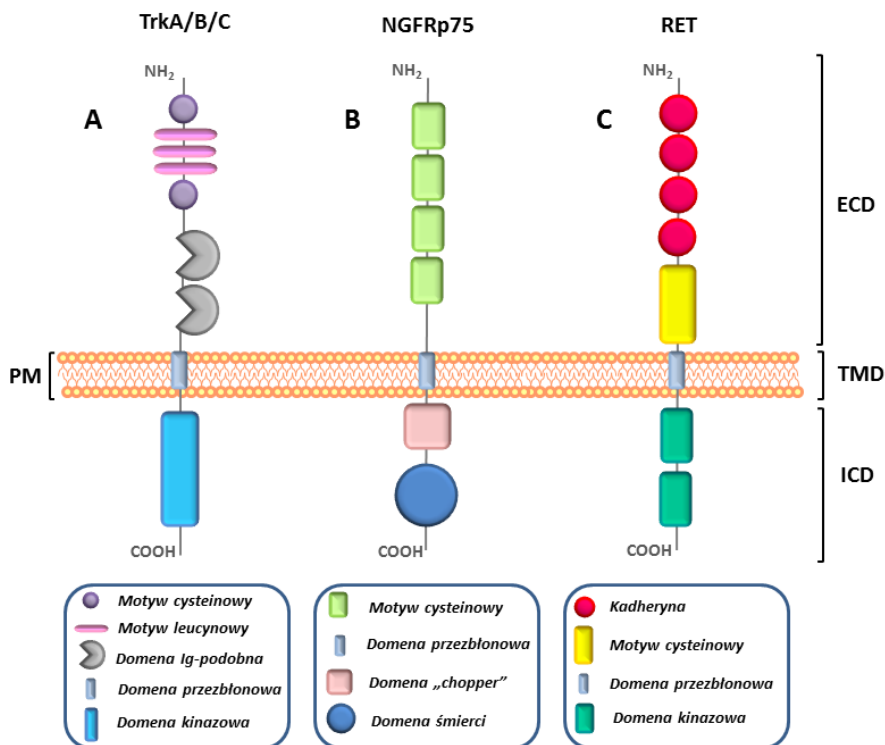 TrkA/B/C
NGFRp75
RET
NH2
NH2
NH2
A
B
C
ECD
PM
TMD
ICD
COOH
COOH
COOH
Motyw cysteinowy
Motyw leucynowy
Domena Ig-podobna
Domena przezbłonowa
Domena kinazowa
Motyw cysteinowy
Domena przezbłonowa
Domena „chopper”
Domena śmierci
Kadheryna
Motyw cysteinowy
Domena przezbłonowa
Domena kinazowa